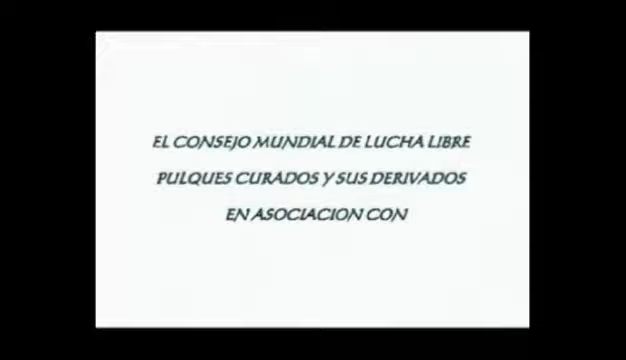 EL CONSEJO MUNDIAL DE LUCHA LIBRE
PULQUES CURADOS Y SUS DERIVADOS
EN ASOCIACION CON